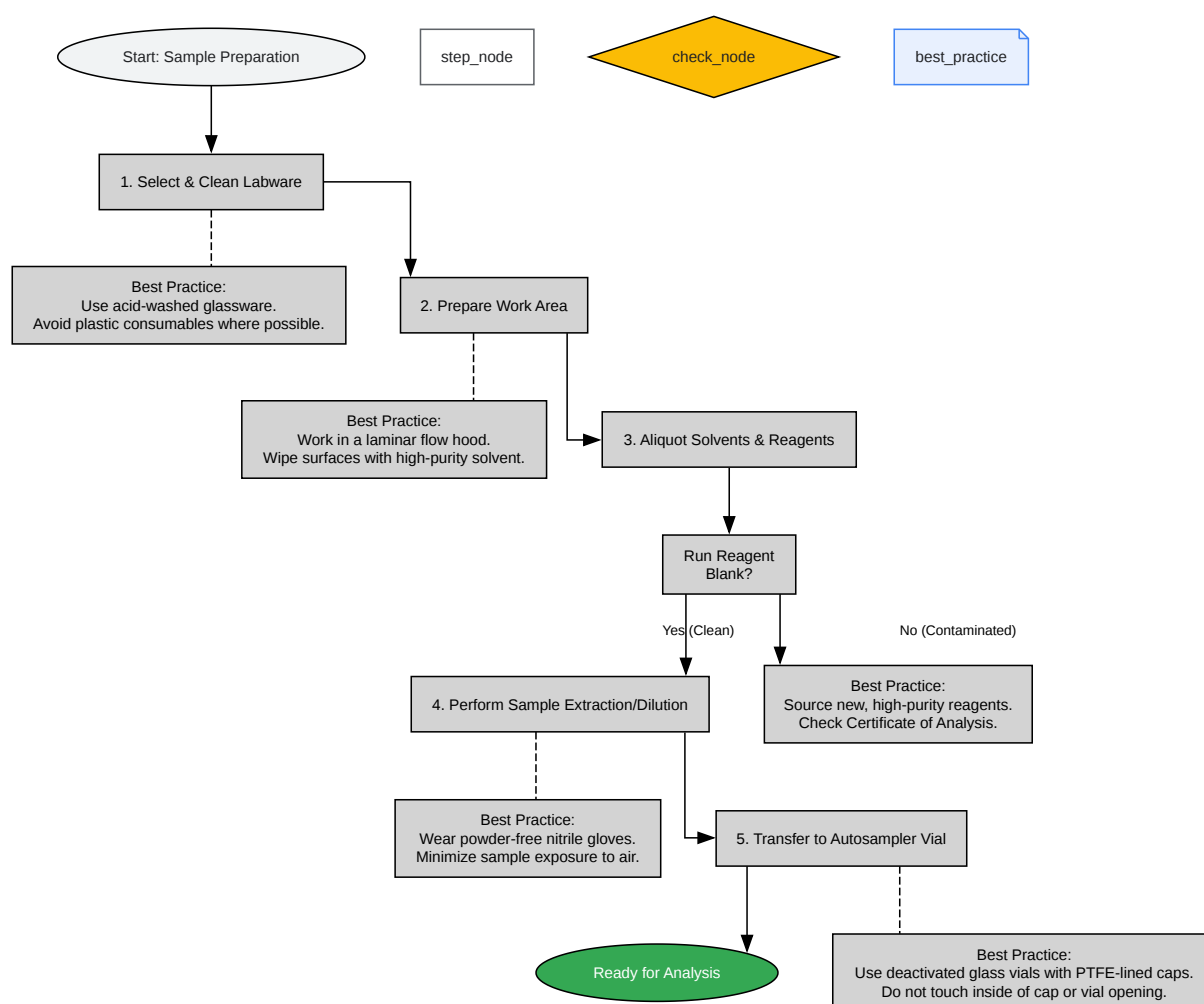 Start: Sample Preparation
step_node
check_node
best_practice
1. Select & Clean Labware
Best Practice:
Use acid-washed glassware.
Avoid plastic consumables where possible.
2. Prepare Work Area
Best Practice:
Work in a laminar flow hood.
Wipe surfaces with high-purity solvent.
3. Aliquot Solvents & Reagents
Run Reagent
Blank?
Yes (Clean)
No (Contaminated)
Best Practice:
Source new, high-purity reagents.
Check Certificate of Analysis.
4. Perform Sample Extraction/Dilution
Best Practice:
Wear powder-free nitrile gloves.
Minimize sample exposure to air.
5. Transfer to Autosampler Vial
Ready for Analysis
Best Practice:
Use deactivated glass vials with PTFE-lined caps.
Do not touch inside of cap or vial opening.